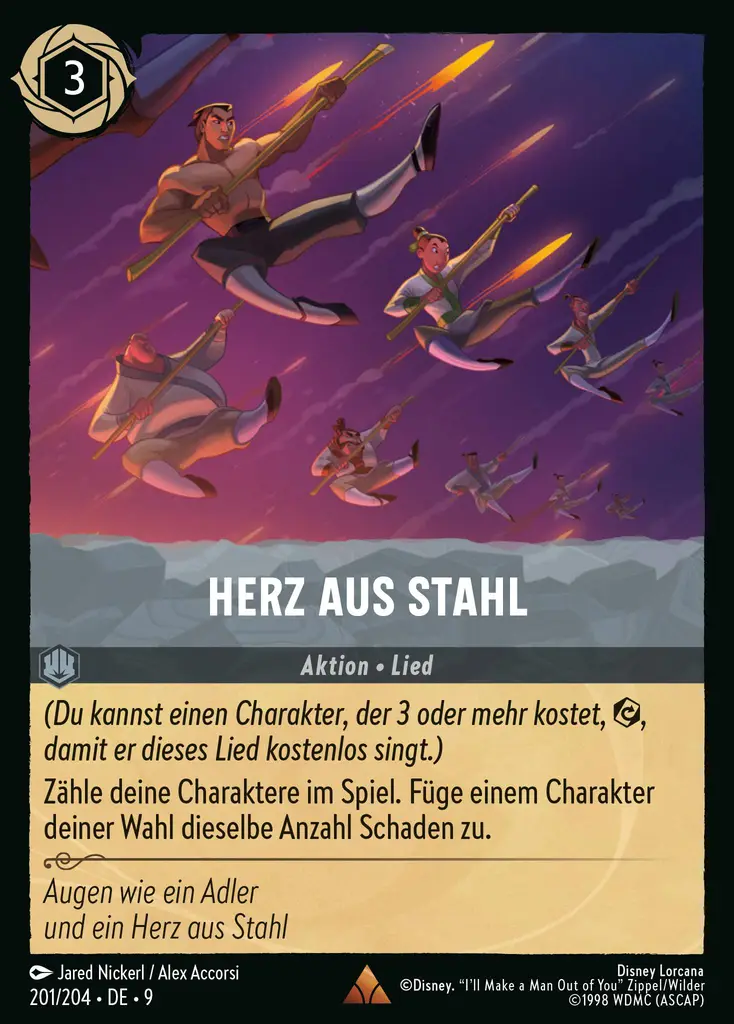 3
HERZ AUS STAHL
Aktion • Lied
(Du kannst einen Charakter, der 3 oder mehr kostet, ,
damit er dieses Lied kostenlos singt.)
Zähle deine Charaktere im Spiel. Füge einem Charakter
deiner Wahl dieselbe Anzahl Schaden zu.
Augen wie ein Adler
und ein Herz aus Stahl
Jared Nickerl / Alex Accorsi
201/204 • DE • 9
Disney Lorcana
©Disney. “I’ll Make a Man Out of You” Zippel/Wilder
©1998 WDMC (ASCAP)